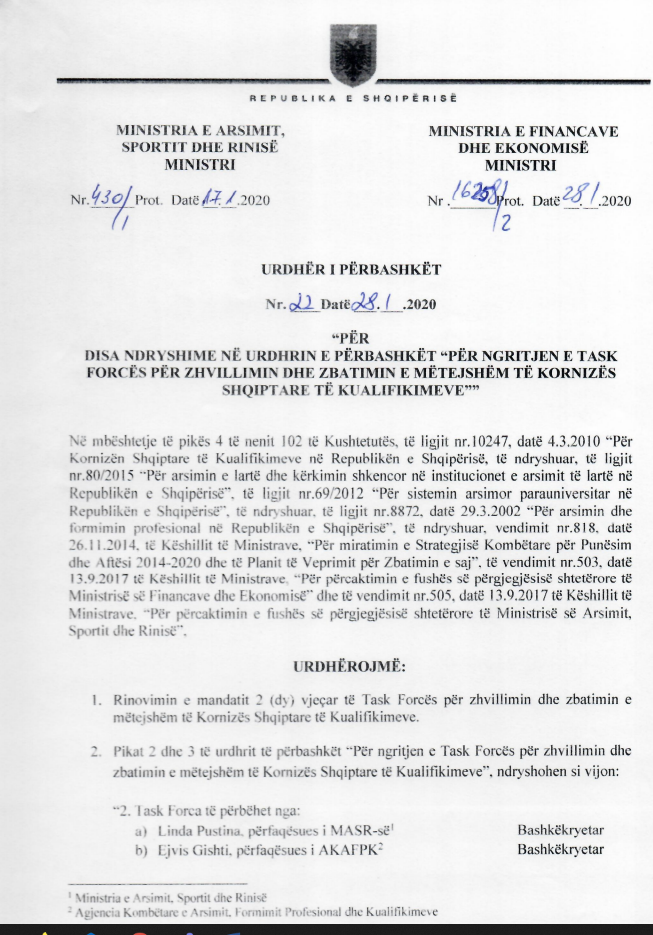 REPUBLIKA E SHQIPËRISË
MINISTRIA E ARSIMIT,
SPORTIT DHE RINISË
MINISTRI
Nr. 430/1 Prot. Datë 17.1.2020
MINISTRIA E FINANCAVE
DHE EKONOMISË
MINISTRI
Nr. Prot. Datë 28.1.2020
URDHËR I PËRBASHKËT
Nr. 22 Datë 28.1.2020
“PËR
DISA NDRYSHIME NË URDHRIN E PËRBASHKËT “PËR NGRITJEN E TASK
FORCËS PËR ZHVILLIMIN DHE ZBATIMIN E MËTEJSHËM TË KORNIZËS
SHQIPTARE TË KUALIFIKIMEVE””
Në mbështetje të pikës 4 të nenit 102 të Kushtetutës, të ligjit nr.10247, datë 4.3.2010 “Për
Kornizën Shqiptare të Kualifikimeve në Republikën e Shqipërisë, të ndryshuar, të ligjit
nr.80/2015 “Për arsimin e lartë dhe kërkimin shkencor në institucionet e arsimit të lartë në
Republikën e Shqipërisë”, të ligjit nr.69/2012 “Për sistemin arsimor parauniversitar në
Republikën e Shqipërisë”, të ndryshuar, të ligjit nr.8872, datë 29.3.2002 “Për arsimin dhe
formimin profesional në Republikën e Shqipërisë”, të ndryshuar, vendimit nr.818, datë
26.11.2014, të Këshillit të Ministrave, “Për miratimin e Strategjisë Kombëtare për Punësim
dhe Aftësi 2014-2020 dhe të Planit të Veprimit për Zbatimin e saj”, të vendimit nr.503, datë
13.9.2017 të Këshillit të Ministrave, “Për përcaktimin e fushës së përgjegjësisë shtetërore të
Ministrisë së Financave dhe Ekonomisë” dhe të vendimit nr.505, datë 13.9.2017 të Këshillit të
Ministrave, “Për përcaktimin e fushës së përgjegjësisë shtetërore të Ministrisë së Arsimit,
Sportit dhe Rinisë”,
URDHËROJMË:
1. Rinovimin e mandatit 2 (dy) vjeçar të Task Forcës për zhvillimin dhe zbatimin e
mëtejshëm të Kornizës Shqiptare të Kualifikimeve.
2. Pikat 2 dhe 3 të urdhrit të përbashkët “Për ngritjen e Task Forcës për zhvillimin dhe
zbatimin e mëtejshëm të Kornizës Shqiptare të Kualifikimeve”, ndryshohen si vijon:
“2. Task Forca të përbëhet nga:
a) Linda Pustina, përfaqësues i MASR-së¹ Bashkëkryetar
b) Ejvis Gishti, përfaqësues i AKAFPK² Bashkëkryetar
¹ Ministria e Arsimit, Sportit dhe Rinisë
² Agjencia Kombëtare e Arsimit, Formimit Profesional dhe Kualifikimeve